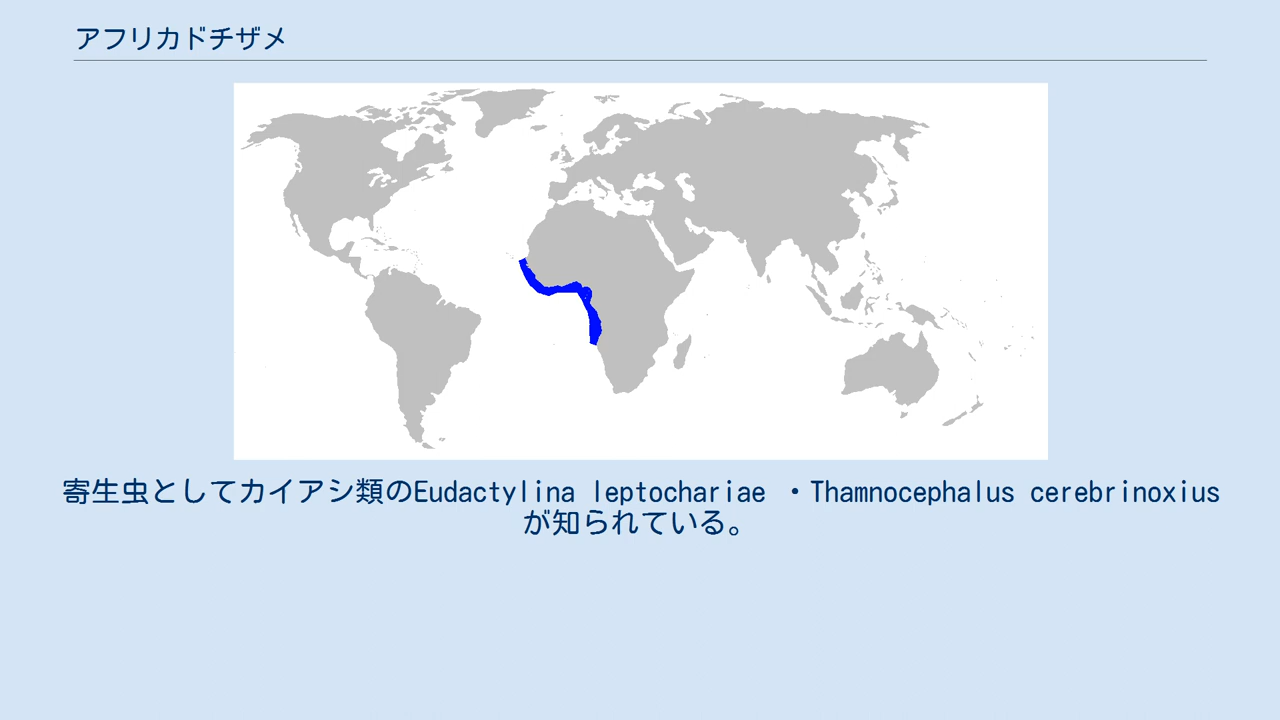 アフリカドチザメ
寄生虫としてカイアシ類のEudactylina leptochariae ・Thamnocephalus cerebrinoxius
が知られている。